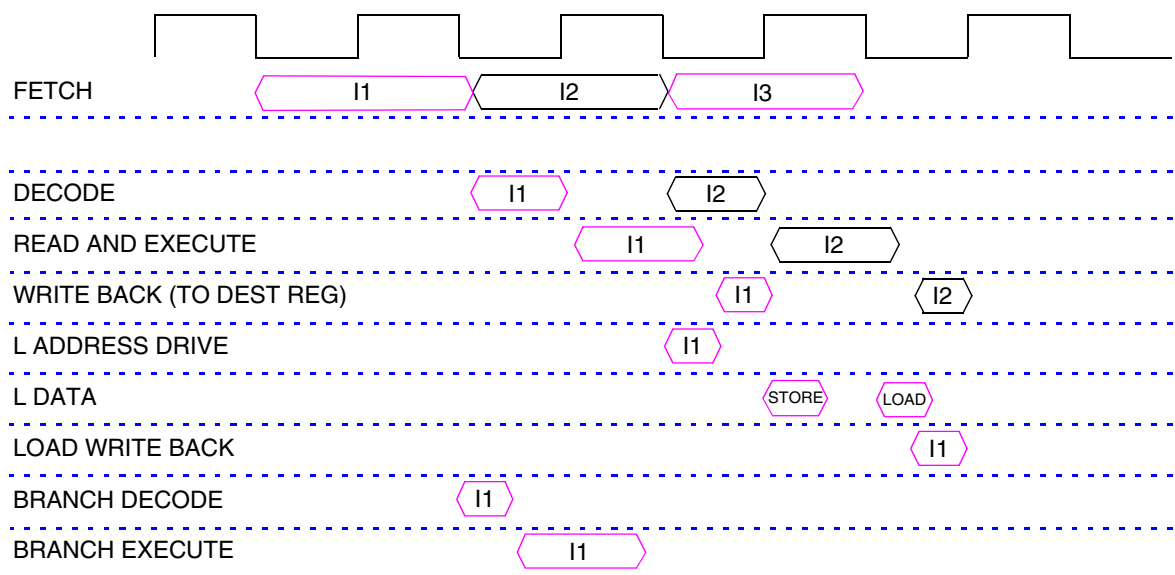 FETCH I1 I2 I3
DECODE I1 I2
READ AND EXECUTE I1 I2
WRITE BACK (TO DEST REG) I1 I2
L ADDRESS DRIVE I1
L DATA STORE LOAD
LOAD WRITE BACK I1
BRANCH DECODE I1
BRANCH EXECUTE I1